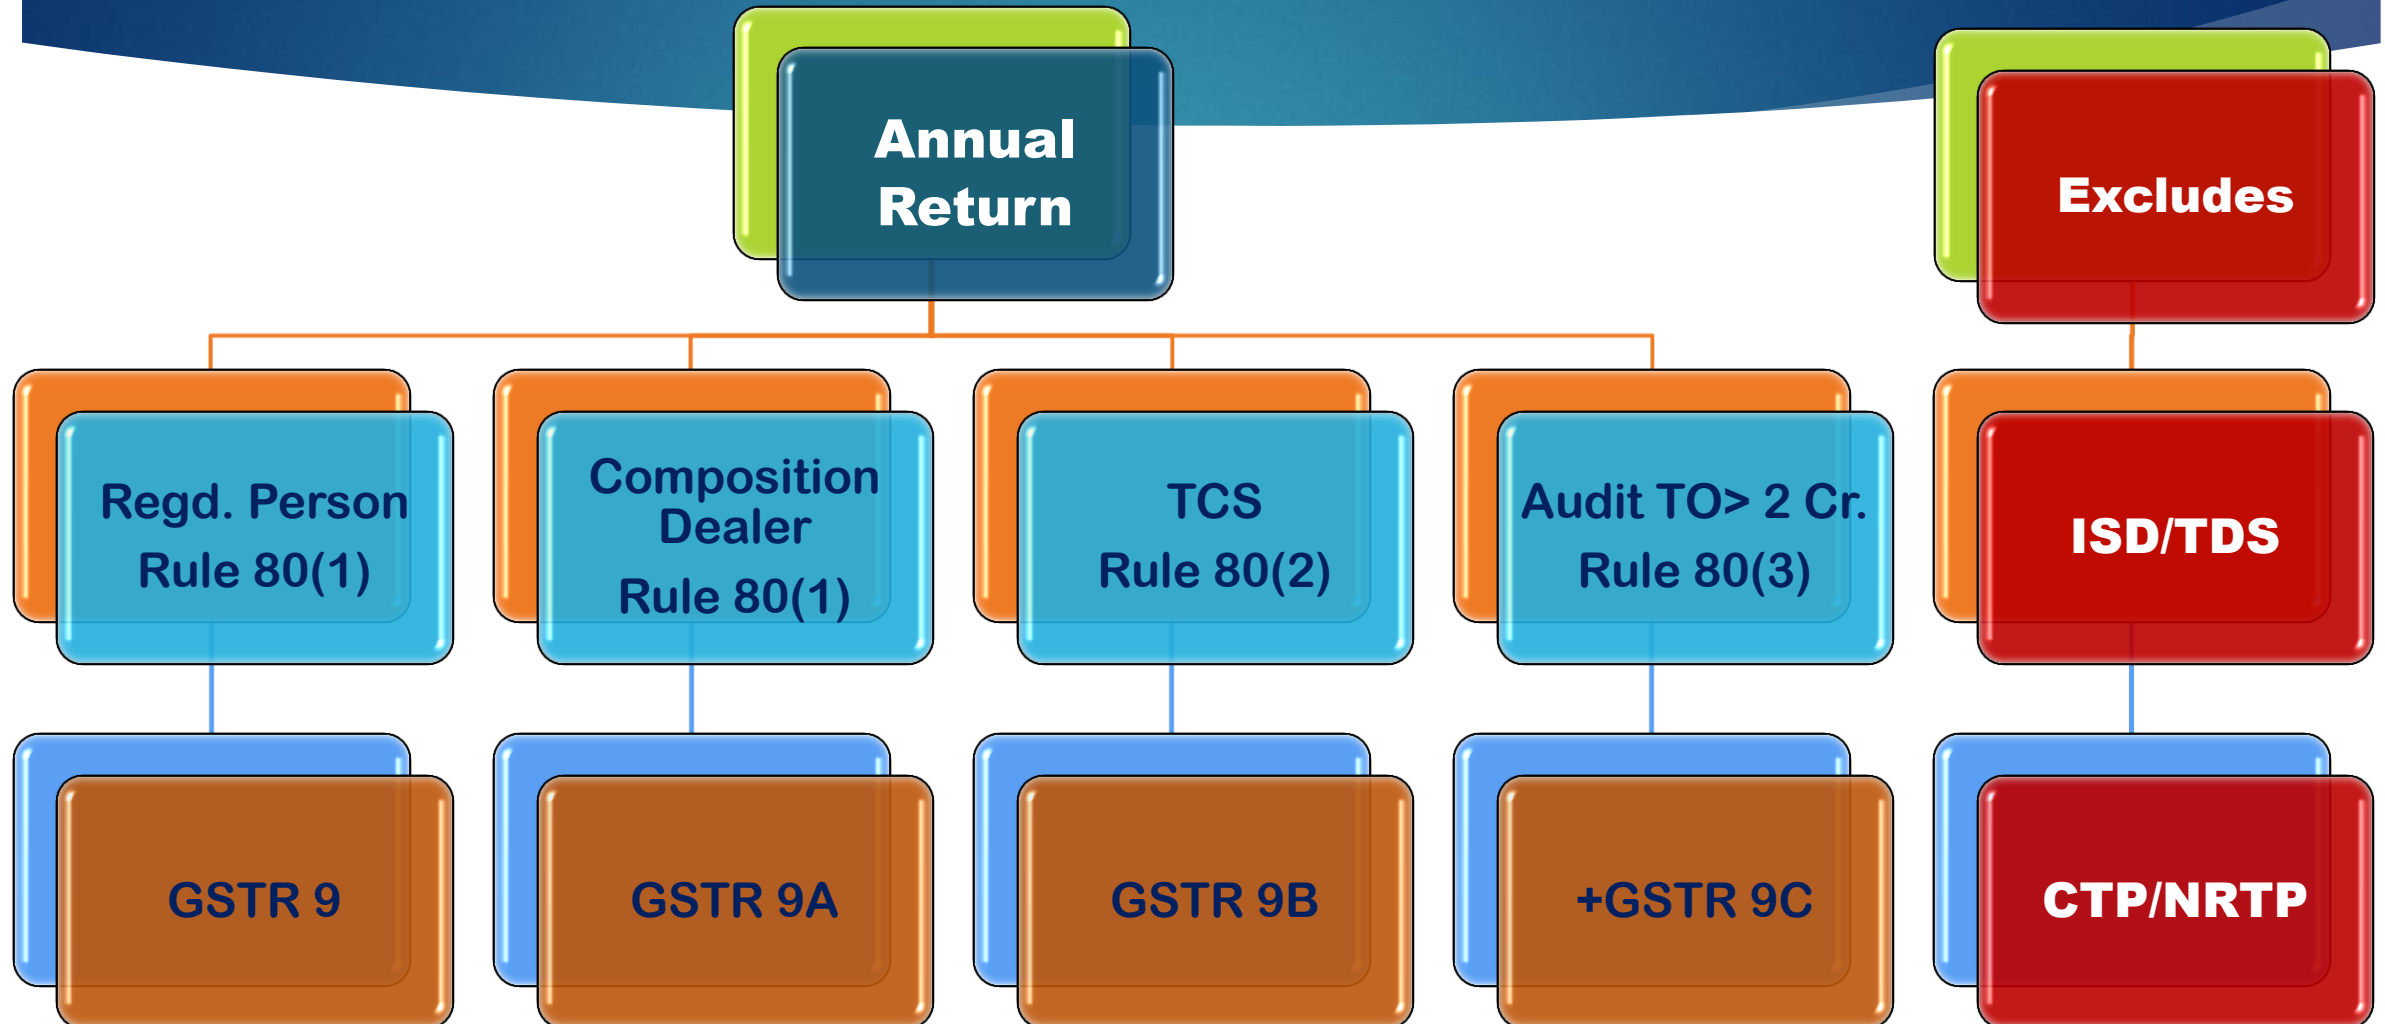 Annual
Return
Excludes
Regd. Person
Rule 80(1)
Composition
Dealer
Rule 80(1)
TCS
Rule 80(2)
Audit TO> 2 Cr.
Rule 80(3)
ISD/TDS
GSTR 9
GSTR 9A
GSTR 9B
+GSTR 9C
CTP/NRTP